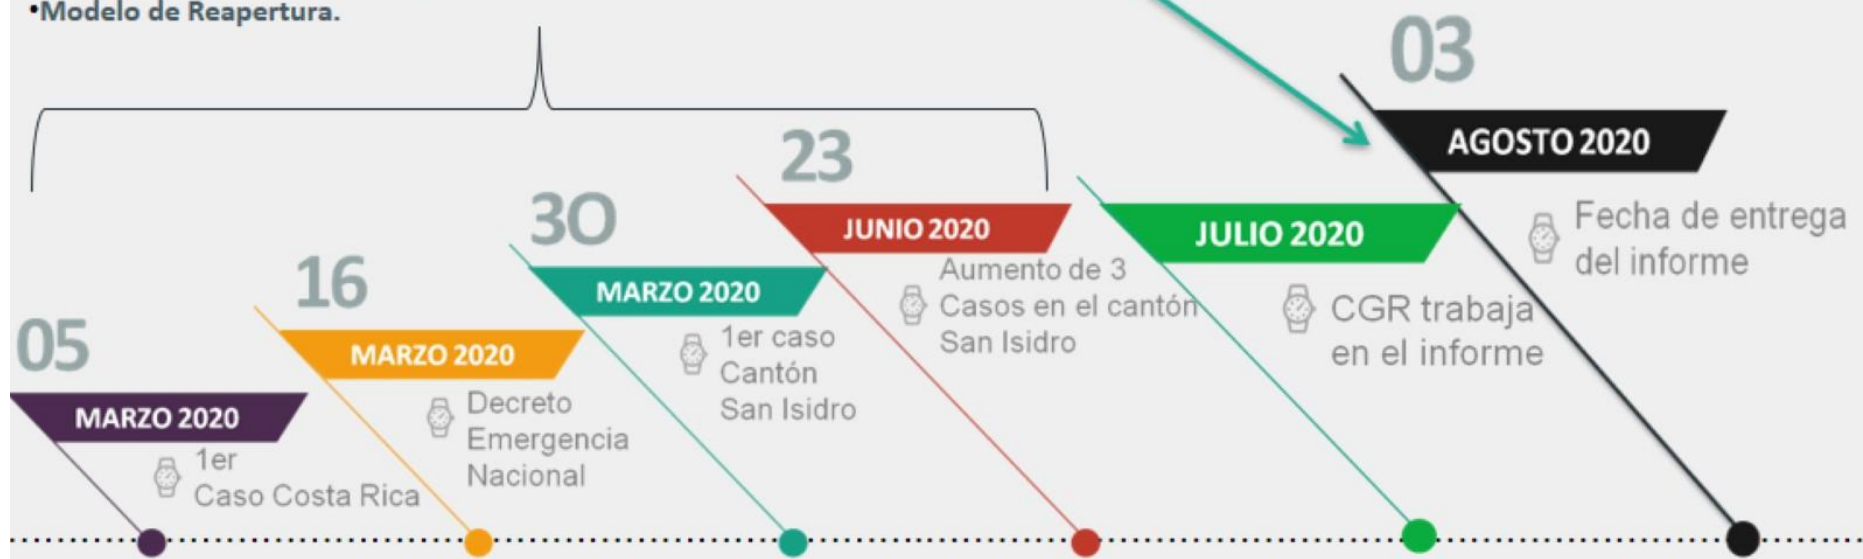 •Modelo de Reapertura.
05
MARZO 2020
1er
Caso Costa Rica
16
MARZO 2020
Decreto
Emergencia
Nacional
30
MARZO 2020
1er caso
Cantón
San Isidro
23
JUNIO 2020
Aumento de 3
Casos en el cantón
San Isidro
JULIO 2020
CGR trabaja
en el informe
03
AGOSTO 2020
Fecha de entrega
del informe